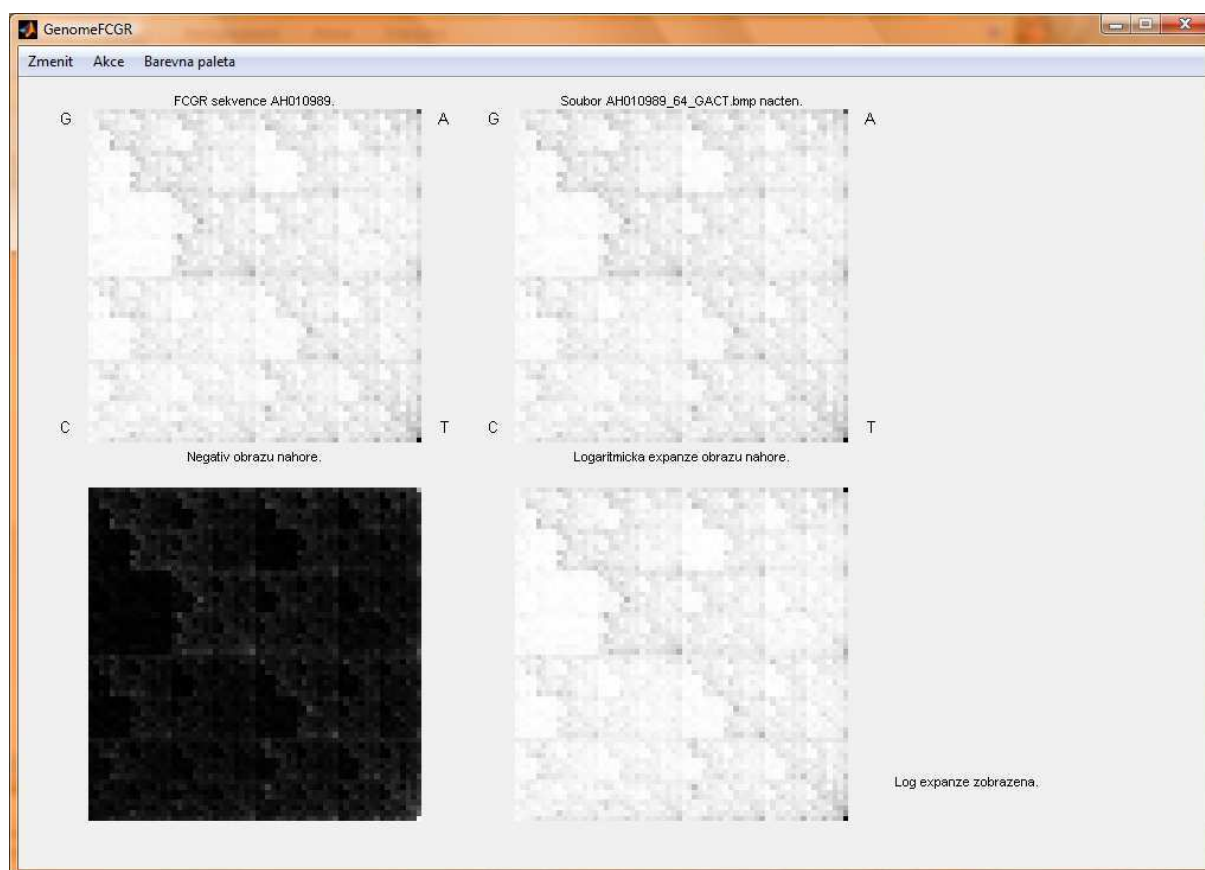 GenomeFCGR
Zmenit Akce Barevna paleta
FCGR sekvence AH010989.
Soubor AH010989_64_GACT.bmp nacten.
G A G A
C T C T
Negativ obrazu nahore.
Logaritmicka expanze obrazu nahore.
Log expanze zobrazena.